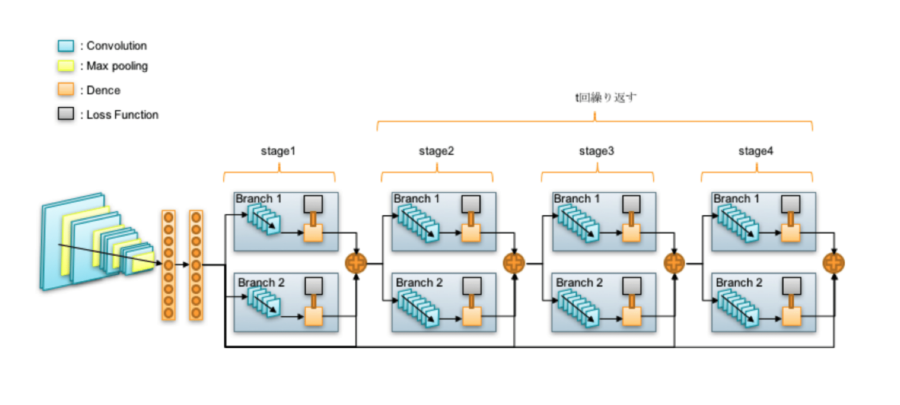 : Convolution
: Max pooling
: Dence
: Loss Function
t回繰り返す
stage1
stage2
stage3
stage4
Branch 1
Branch 1
Branch 1
Branch 1
Branch 2
Branch 2
Branch 2
Branch 2